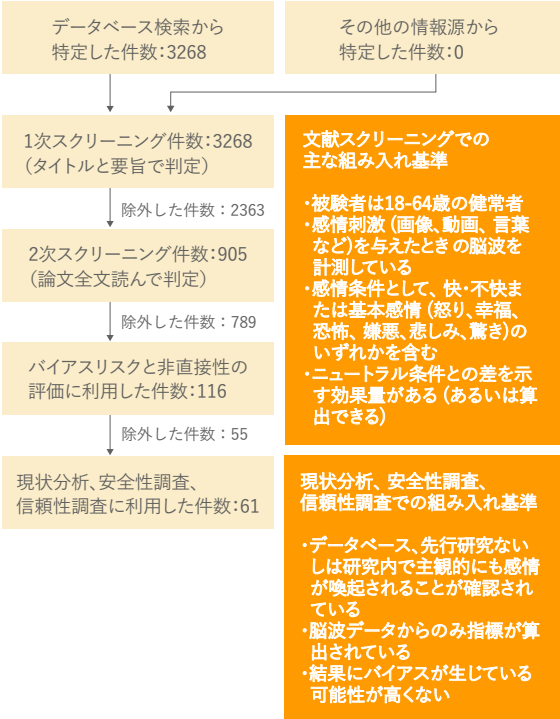 データベース検索から
特定した件数:3268
その他の情報源から
特定した件数:0
1次スクリーニング件数:3268
(タイトルと要旨で判定)
除外した件数：2363
2次スクリーニング件数:905
(論文全文読んで判定)
除外した件数：789
バイアスリスクと非直接性の
評価に利用した件数:116
除外した件数：55
現状分析、安全性調査、
信頼性調査に利用した件数:61
文献スクリーニングでの
主な組み入れ基準
・被験者は18-64歳の健常者
・感情刺激 (画像、動画、 言葉
など)を与えたときの脳波を
計測している
・感情条件として、 快・不快ま
たは基本感情 (怒り、幸福、
恐怖、 嫌悪、悲しみ、驚き)の
いずれかを含む
・ニュートラル条件との差を示
す効果量がある (あるいは算
出できる)
現状分析、安全性調査、
信頼性調査での組み入れ基準
・データベース、先行研究ない
しは研究内で主観的にも感情
が喚起されることが確認され
ている
・脳波データからのみ指標が算
出されている
・結果にバイアスが生じている
可能性が高くない